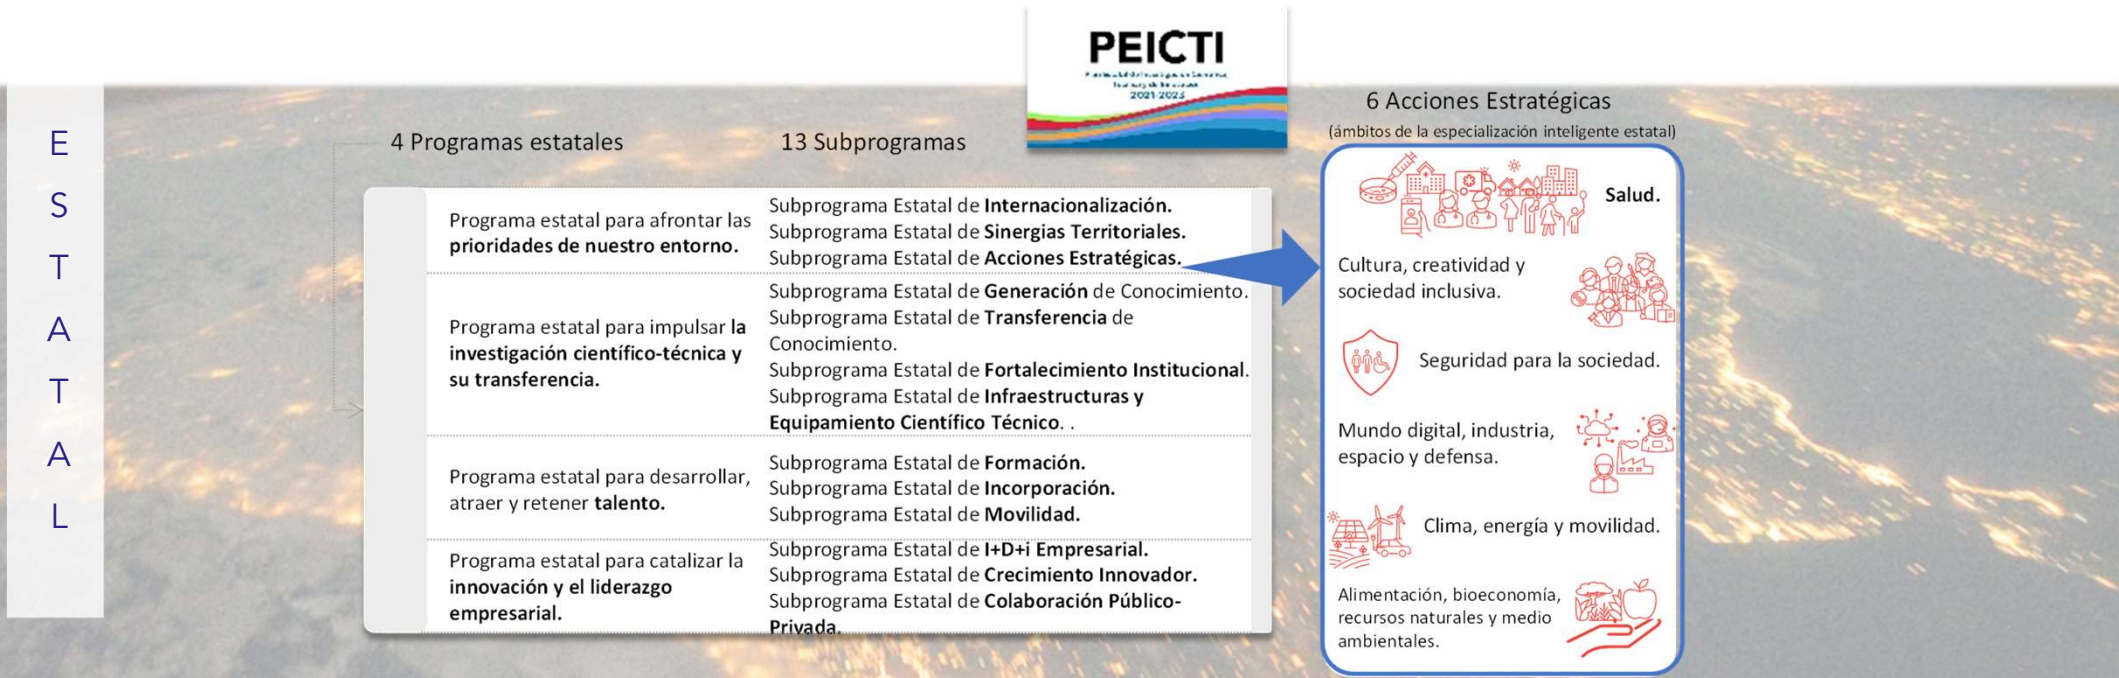 PEICTI
2021-2023
E
S
T
A
T
A
L
4 Programas estatales
13 Subprogramas
6 Acciones Estratégicas
(ámbitos de la especialización inteligente estatal)
Programa estatal para afrontar las
prioridades de nuestro entorno.
Subprograma Estatal de Internacionalización.
Subprograma Estatal de Sinergias Territoriales.
Subprograma Estatal de Acciones Estratégicas.
Programa estatal para impulsar la
investigación científico-técnica y
su transferencia.
Subprograma Estatal de Generación de Conocimiento.
Subprograma Estatal de Transferencia de
Conocimiento.
Subprograma Estatal de Fortalecimiento Institucional.
Subprograma Estatal de Infraestructuras y
Equipamiento Científico Técnico. .
Programa estatal para desarrollar,
atraer y retener talento.
Subprograma Estatal de Formación.
Subprograma Estatal de Incorporación.
Subprograma Estatal de Movilidad.
Programa estatal para catalizar la
innovación y el liderazgo
empresarial.
Subprograma Estatal de I+D+i Empresarial.
Subprograma Estatal de Crecimiento Innovador.
Subprograma Estatal de Colaboración Público-
Privada.
Salud.
Cultura, creatividad y
sociedad inclusiva.
Seguridad para la sociedad.
Mundo digital, industria,
espacio y defensa.
Clima, energía y movilidad.
Alimentación, bioeconomía,
recursos naturales y medio
ambientales.